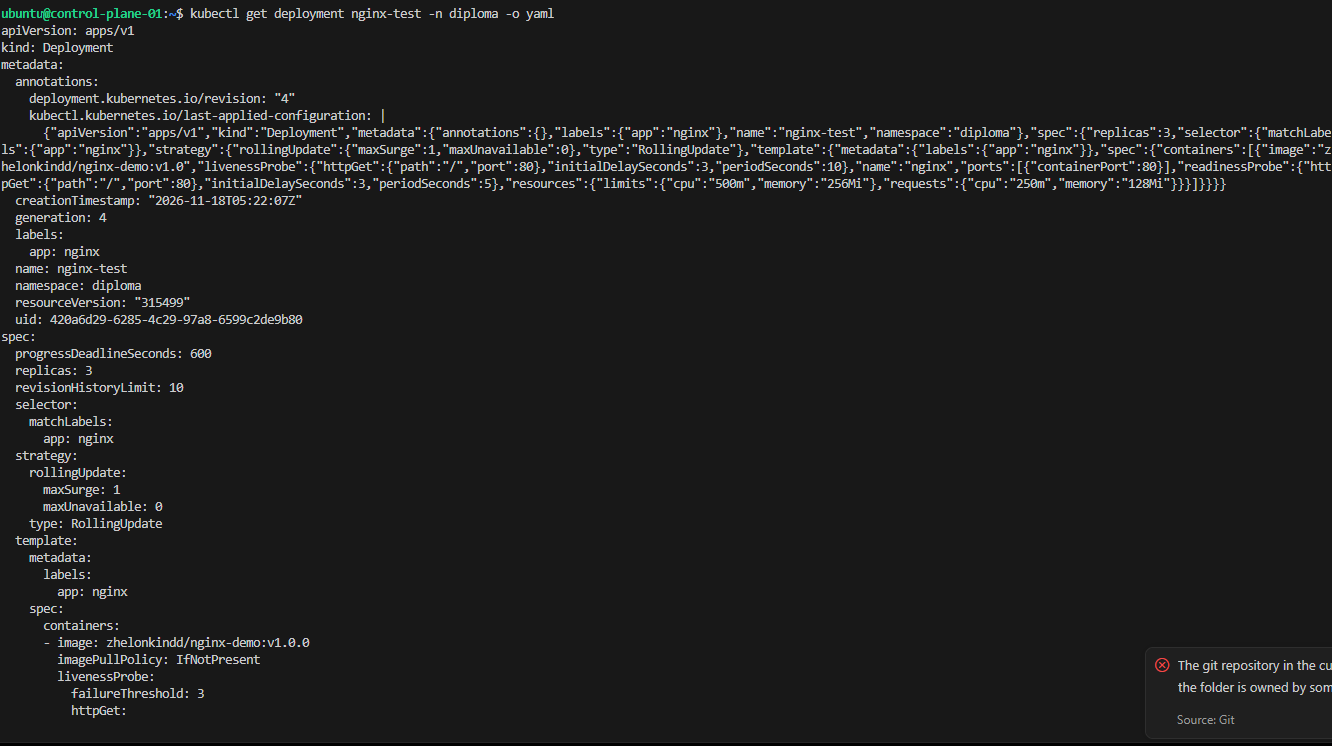 ubuntu@control-plane-01:~$ kubectl get deployment nginx-test -n diploma -o yaml
apiVersion: apps/v1
kind: Deployment
metadata:
  annotations:
    deployment.kubernetes.io/revision: "4"
    kubectl.kubernetes.io/last-applied-configuration: |
      {"apiVersion":"apps/v1","kind":"Deployment","metadata":{"annotations":{},"labels":{"app":"nginx"},"name":"nginx-test","namespace":"diploma"},"spec":{"replicas":3,"selector":{"matchLabe
ls":{"app":"nginx"}},"strategy":{"rollingUpdate":{"maxSurge":1,"maxUnavailable":0},"type":"RollingUpdate"},"template":{"metadata":{"labels":{"app":"nginx"}},"spec":{"containers":[{"image":"z
helonkindd/nginx-demo:v1.0","livenessProbe":{"httpGet":{"path":"/","port":80},"initialDelaySeconds":3,"periodSeconds":10},"name":"nginx","ports":[{"containerPort":80}],"readinessProbe":{"htt
pGet":{"path":"/","port":80},"initialDelaySeconds":3,"periodSeconds":5},"resources":{"limits":{"cpu":"500m","memory":"256Mi"},"requests":{"cpu":"250m","memory":"128Mi"}}}]}}}}
  creationTimestamp: "2026-11-18T05:22:07Z"
  generation: 4
  labels:
    app: nginx
  name: nginx-test
  namespace: diploma
  resourceVersion: "315499"
  uid: 420a6d29-6285-4c29-97a8-6599c2de9b80
spec:
  progressDeadlineSeconds: 600
  replicas: 3
  revisionHistoryLimit: 10
  selector:
    matchLabels:
      app: nginx
  strategy:
    rollingUpdate:
      maxSurge: 1
      maxUnavailable: 0
    type: RollingUpdate
  template:
    metadata:
      labels:
        app: nginx
    spec:
      containers:
      - image: zhelonkindd/nginx-demo:v1.0.0
        imagePullPolicy: IfNotPresent
        livenessProbe:
          failureThreshold: 3
          httpGet:
The git repository in the cu
the folder is owned by som
Source: Git